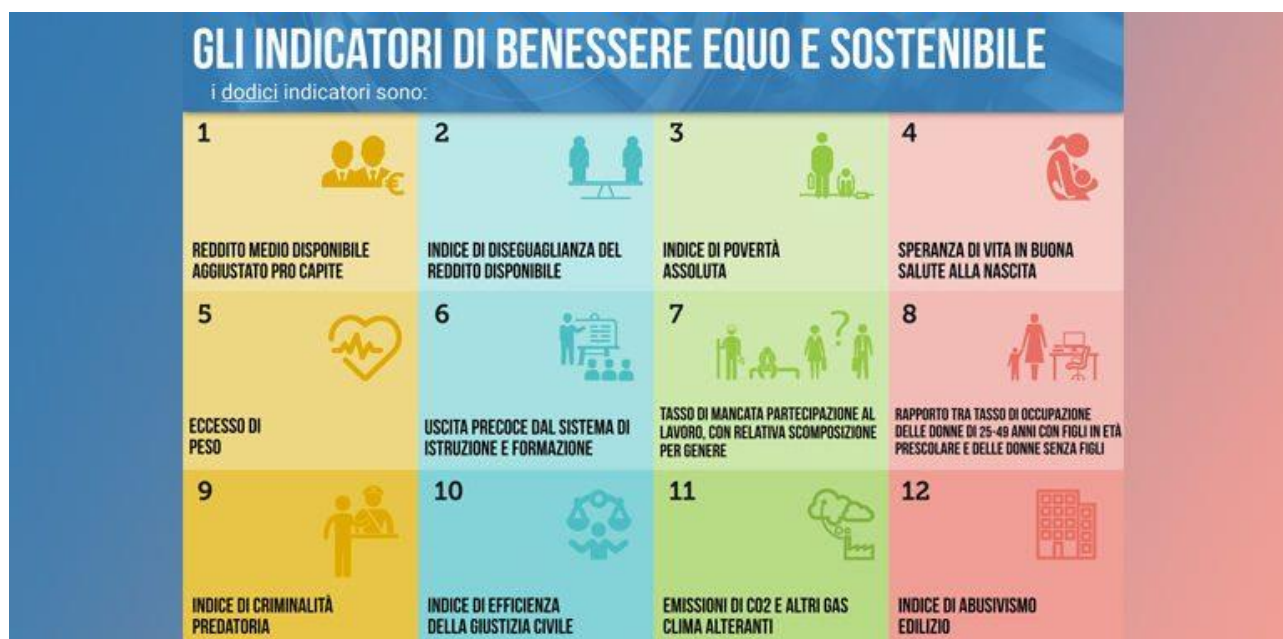 GLI INDICATORI DI BENESSERE EQUO E SOSTENIBILE
i dodici indicatori sono:
1
REDDITO MEDIO DISPONIBILE
AGGIUSTATO PRO CAPITE
2
INDICE DI DISEGUAGLIANZA DEL
REDDITO DISPONIBILE
3
INDICE DI POVERTÀ
ASSOLUTA
4
SPERANZA DI VITA IN BUONA
SALUTE ALLA NASCITA
5
ECCESSO DI
PESO
6
USCITA PRECOCE DAL SISTEMA DI
ISTRUZIONE E FORMAZIONE
7
?
TASSO DI MANCATA PARTECIPAZIONE AL
LAVORO, CON RELATIVA SCOMPOSIZIONE
PER GENERE
8
RAPPORTO TRA TASSO DI OCCUPAZIONE
DELLE DONNE DI 25-49 ANNI CON FIGLI IN ETÀ
PRESCOLARE E DELLE DONNE SENZA FIGLI
9
INDICE DI CRIMINALITÀ
PREDATORIA
10
INDICE DI EFFICIENZA
DELLA GIUSTIZIA CIVILE
11
EMISSIONI DI CO2 E ALTRI GAS
CLIMA ALTERANTI
12
INDICE DI ABUSIVISMO
EDILIZIO